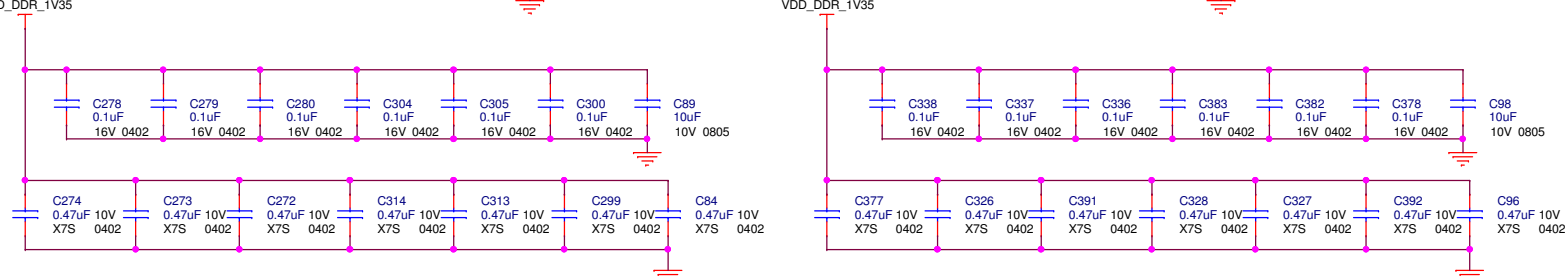 D_DDR_1V35
VDD_DDR_1V35
C278
0.1uF
16V 0402
C279
0.1uF
16V 0402
C280
0.1uF
16V 0402
C304
0.1uF
16V 0402
C305
0.1uF
16V 0402
C300
0.1uF
16V 0402
C89
10uF
10V 0805
C338
0.1uF
16V 0402
C337
0.1uF
16V 0402
C336
0.1uF
16V 0402
C383
0.1uF
16V 0402
C382
0.1uF
16V 0402
C378
0.1uF
16V 0402
C98
10uF
10V 0805
C274
0.47uF 10V
X7S 0402
C273
0.47uF 10V
X7S 0402
C272
0.47uF 10V
X7S 0402
C314
0.47uF 10V
X7S 0402
C313
0.47uF 10V
X7S 0402
C299
0.47uF 10V
X7S 0402
C84
0.47uF 10V
X7S 0402
C377
0.47uF 10V
X7S 0402
C326
0.47uF 10V
X7S 0402
C391
0.47uF 10V
X7S 0402
C328
0.47uF 10V
X7S 0402
C327
0.47uF 10V
X7S 0402
C392
0.47uF 10V
X7S 0402
C96
0.47uF 10V
X7S 0402